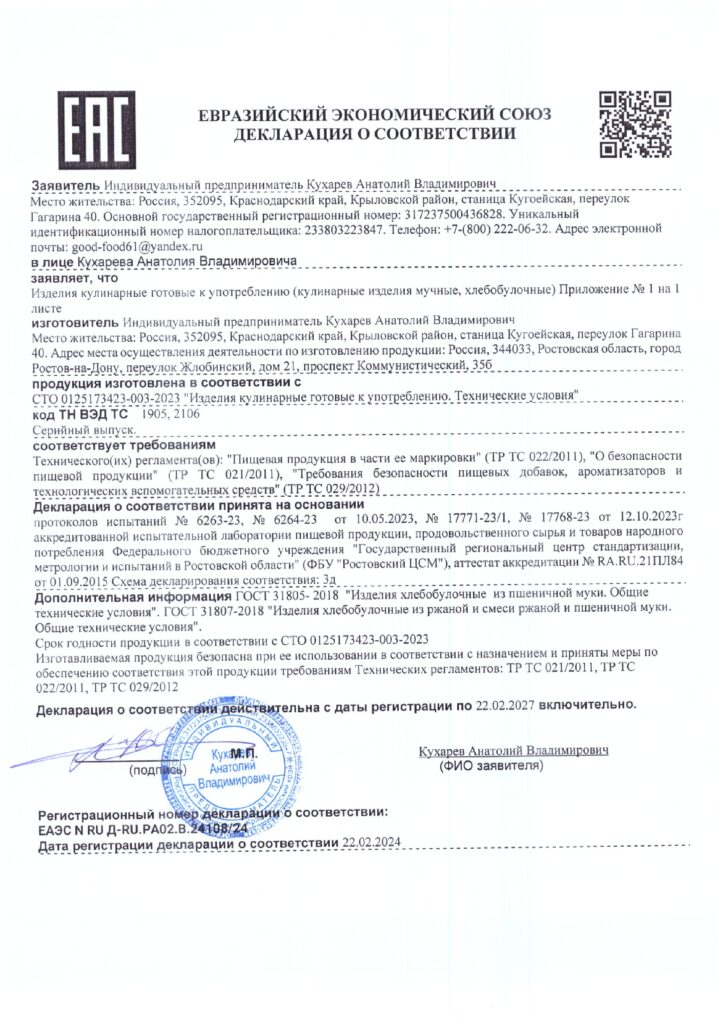 ЕАС
ЕВРАЗИЙСКИЙ ЭКОНОМИЧЕСКИЙ СОЮЗ
ДЕКЛАРАЦИЯ О СООТВЕТСТВИИ
Заявитель Индивидуальный предприниматель Кухарев Анатолий Владимирович
Место жительства: Россия, 352095, Краснодарский край, Крыловской район, станица Кугоейская, переулок
Гагарина 40. Основной государственный регистрационный номер: 317237500436828. Уникальный
идентификационный номер налогоплательщика: 233803223847. Телефон: +7-(800) 222-06-32. Адрес электронной
почты: good-food61@yandex.ru
в лице Кухарева Анатолия Владимировича
заявляет, что
Изделия кулинарные готовые к употреблению (кулинарные изделия мучные, хлебобулочные) Приложение № 1 на 1
листе
изготовитель Индивидуальный предприниматель Кухарев Анатолий Владимирович
Место жительства: Россия, 352095, Краснодарский край, Крыловской район, станица Кугоейская, переулок Гагарина
40. Адрес места осуществления деятельности по изготовлению продукции: Россия, 344033, Ростовская область, город
Ростов-на-Дону, переулок Жлобинский, дом 21, проспект Коммунистический, 35б
продукция изготовлена в соответствии с
СТО 0125173423-003-2023 "Изделия кулинарные готовые к употреблению. Технические условия"
код ТН ВЭД ТС 1905, 2106
Серийный выпуск.
соответствует требованиям
Технического(их) регламента(ов): "Пищевая продукция в части ее маркировки" (ТР ТС 022/2011), "О безопасности
пищевой продукции" (ТР ТС 021/2011), "Требования безопасности пищевых добавок, ароматизаторов и
технологических вспомогательных средств" (ТР ТС 029/2012)
Декларация о соответствии принята на основании
протоколов испытаний № 6263-23, № 6264-23 от 10.05.2023, № 17771-23/1, № 17768-23 от 12.10.2023г
аккредитованной испытательной лаборатории пищевой продукции, продовольственного сырья и товаров народного
потребления Федерального бюджетного учреждения "Государственный региональный центр стандартизации,
метрологии и испытаний в Ростовской области" (ФБУ "Ростовский ЦСМ"), аттестат аккредитации № RA.RU.21ПЛ84
от 01.09.2015 Схема декларирования соответствия: 3д
Дополнительная информация ГОСТ 31805- 2018 "Изделия хлебобулочные из пшеничной муки. Общие
технические условия". ГОСТ 31807-2018 "Изделия хлебобулочные из ржаной и смеси ржаной и пшеничной муки.
Общие технические условия".
Срок годности продукции в соответствии с СТО 0125173423-003-2023
Изготавливаемая продукция безопасна при ее использовании в соответствии с назначением и приняты меры по
обеспечению соответствия этой продукции требованиям Технических регламентов: ТР ТС 021/2011, ТР ТС
022/2011, ТР ТС 029/2012
Декларация о соответствии действительна с даты регистрации по 22.02.2027 включительно.
ИНДИВИДУАЛЬНЫЙ
Кухарев
Анатолий
Владимирович
ПРЕДПРИНИМАТЕЛЬ
М.П.
(подпись)
Кухарев Анатолий Владимирович
(ФИО заявителя)
Регистрационный номер декларации о соответствии:
ЕАЭС N RU Д-RU.РА02.В.24108/24
Дата регистрации декларации о соответствии 22.02.2024